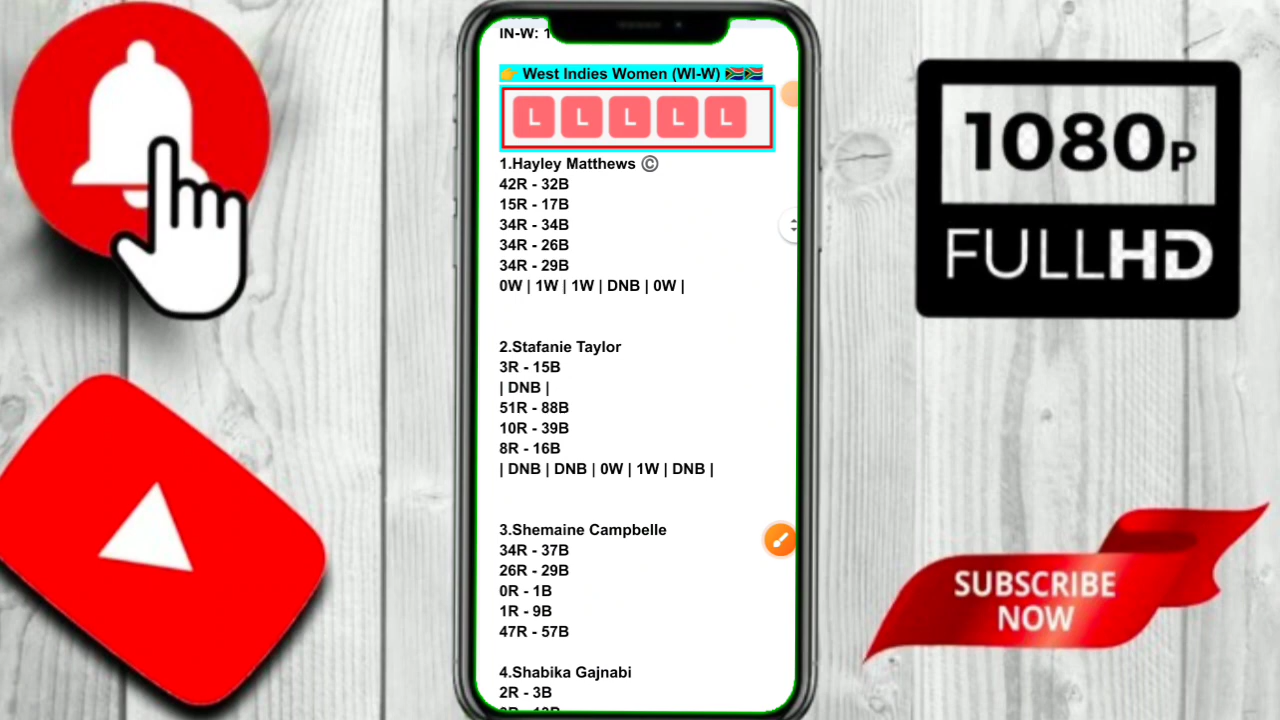 IN-W: 1
👉 West Indies Women (WI-W) 🇿🇦🇿🇦
L L L L L
1.Hayley Matthews ©
42R - 32B
15R - 17B
34R - 34B
34R - 26B
34R - 29B
0W | 1W | 1W | DNB | 0W |
2.Stafanie Taylor
3R - 15B
| DNB |
51R - 88B
10R - 39B
8R - 16B
| DNB | DNB | 0W | 1W | DNB |
3.Shemaine Campbelle
34R - 37B
26R - 29B
0R - 1B
1R - 9B
47R - 57B
4.Shabika Gajnabi
2R - 3B
1080P
FULLHD
SUBSCRIBE
NOW